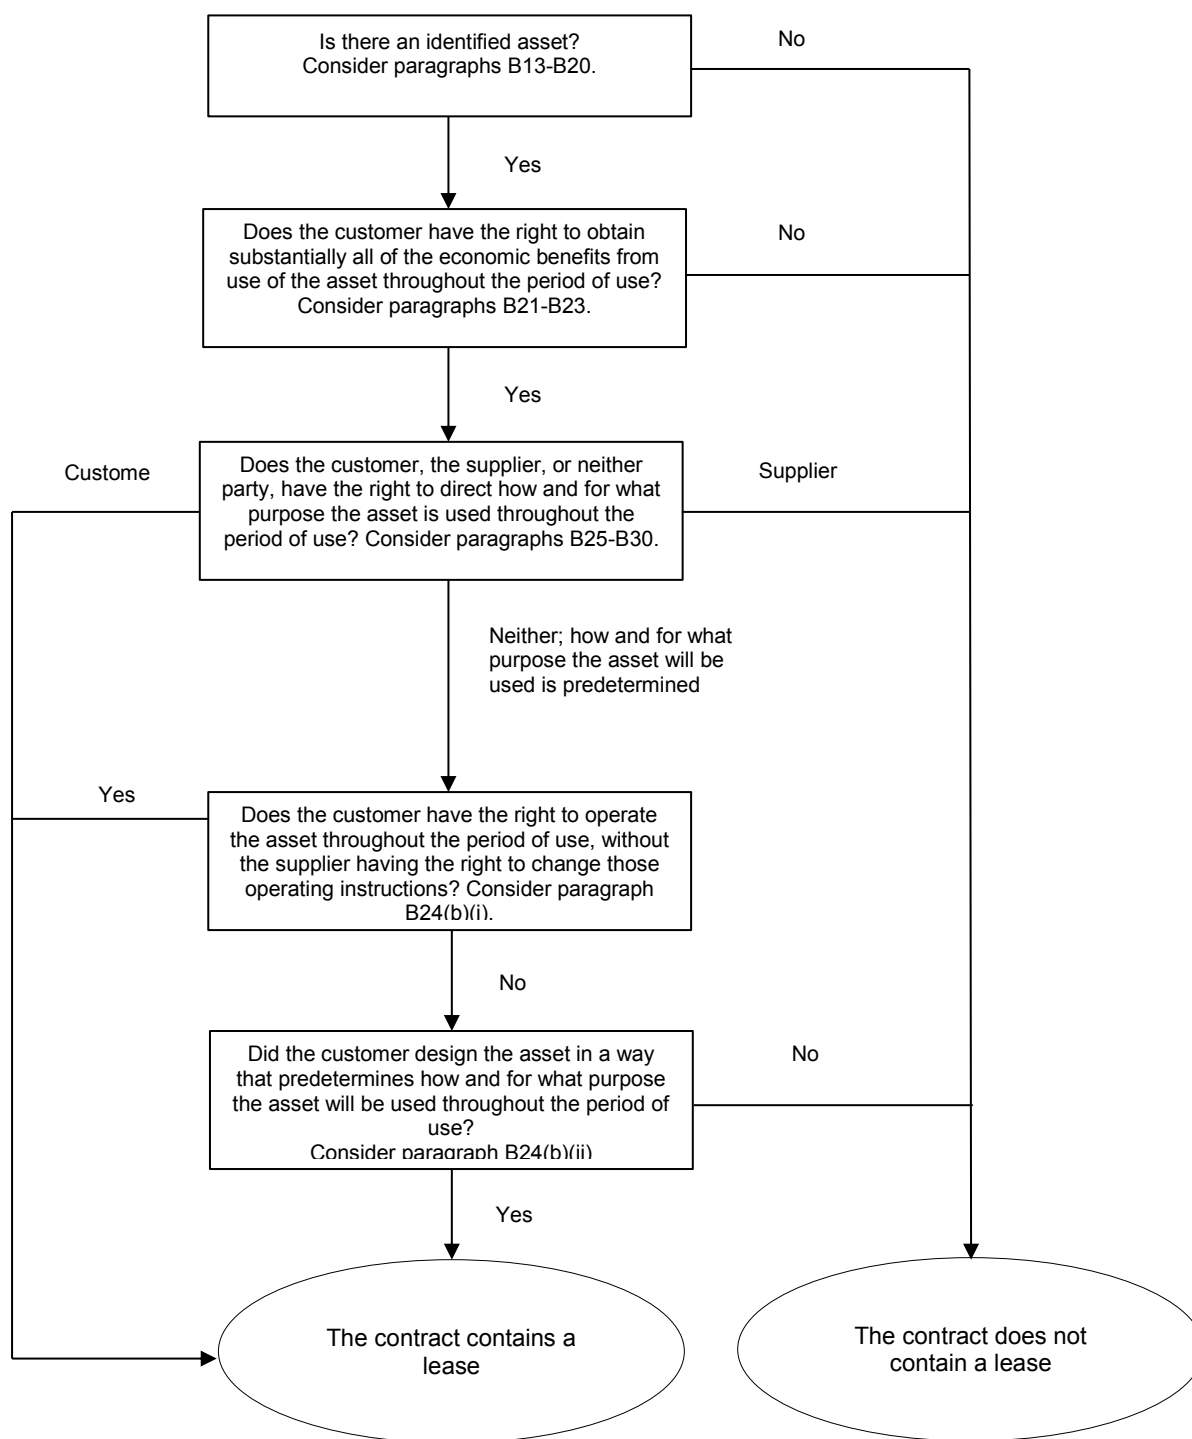 Is there an identified asset?
Consider paragraphs B13-B20.
No
Yes
Does the customer have the right to obtain
substantially all of the economic benefits from
use of the asset throughout the period of use?
Consider paragraphs B21-B23.
No
Yes
Custome
Does the customer, the supplier, or neither
party, have the right to direct how and for what
purpose the asset is used throughout the
period of use? Consider paragraphs B25-B30.
Supplier
Neither; how and for what
purpose the asset will be
used is predetermined
Yes
Does the customer have the right to operate
the asset throughout the period of use, without
the supplier having the right to change those
operating instructions? Consider paragraph
B24(b)(i).
No
Did the customer design the asset in a way
that predetermines how and for what purpose
the asset will be used throughout the period of
use?
Consider paragraph B24(b)(ii)
No
Yes
The contract contains a
lease
The contract does not
contain a lease